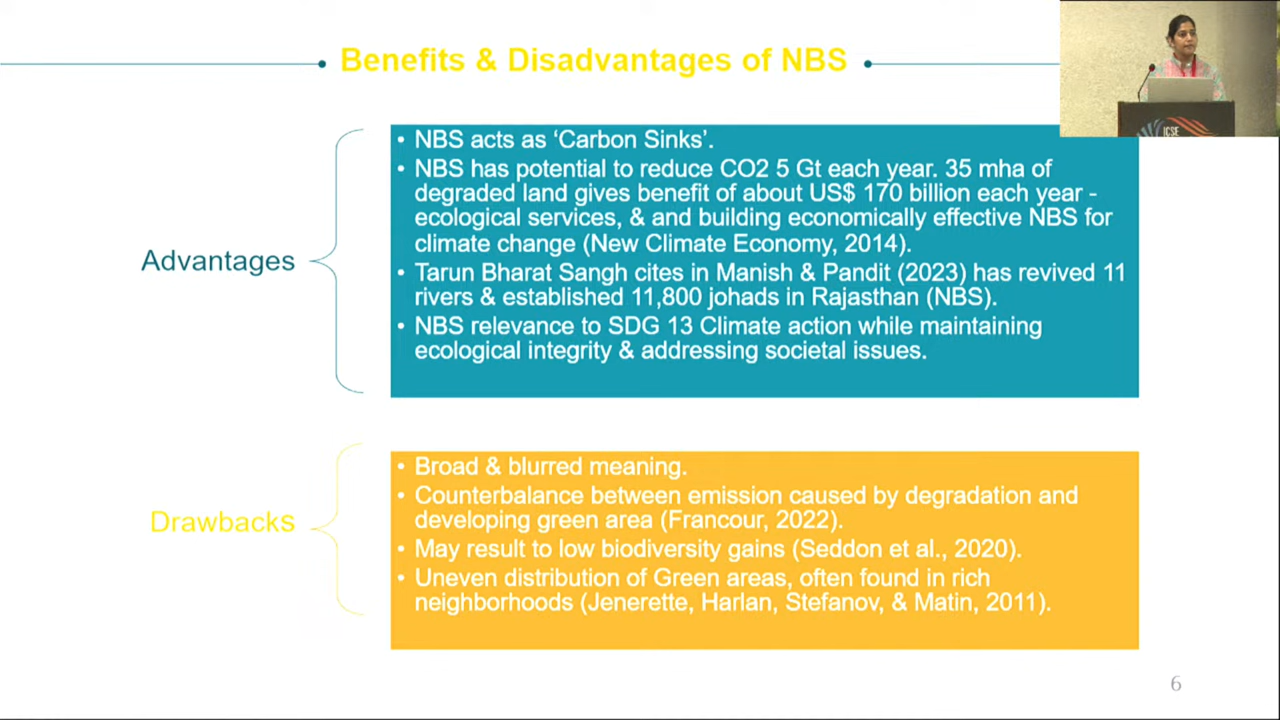 Benefits & Disadvantages of NBS
ICSE
Advantages
• NBS acts as ‘Carbon Sinks’.
• NBS has potential to reduce CO2 5 Gt each year. 35 mha of
degraded land gives benefit of about US$ 170 billion each year -
ecological services, & and building economically effective NBS for
climate change (New Climate Economy, 2014).
• Tarun Bharat Sangh cites in Manish & Pandit (2023) has revived 11
rivers & established 11,800 johads in Rajasthan (NBS).
• NBS relevance to SDG 13 Climate action while maintaining
ecological integrity & addressing societal issues.
Drawbacks
• Broad & blurred meaning.
• Counterbalance between emission caused by degradation and
developing green area (Francour, 2022).
• May result to low biodiversity gains (Seddon et al., 2020).
• Uneven distribution of Green areas, often found in rich
neighborhoods (Jenerette, Harlan, Stefanov, & Matin, 2011).
6